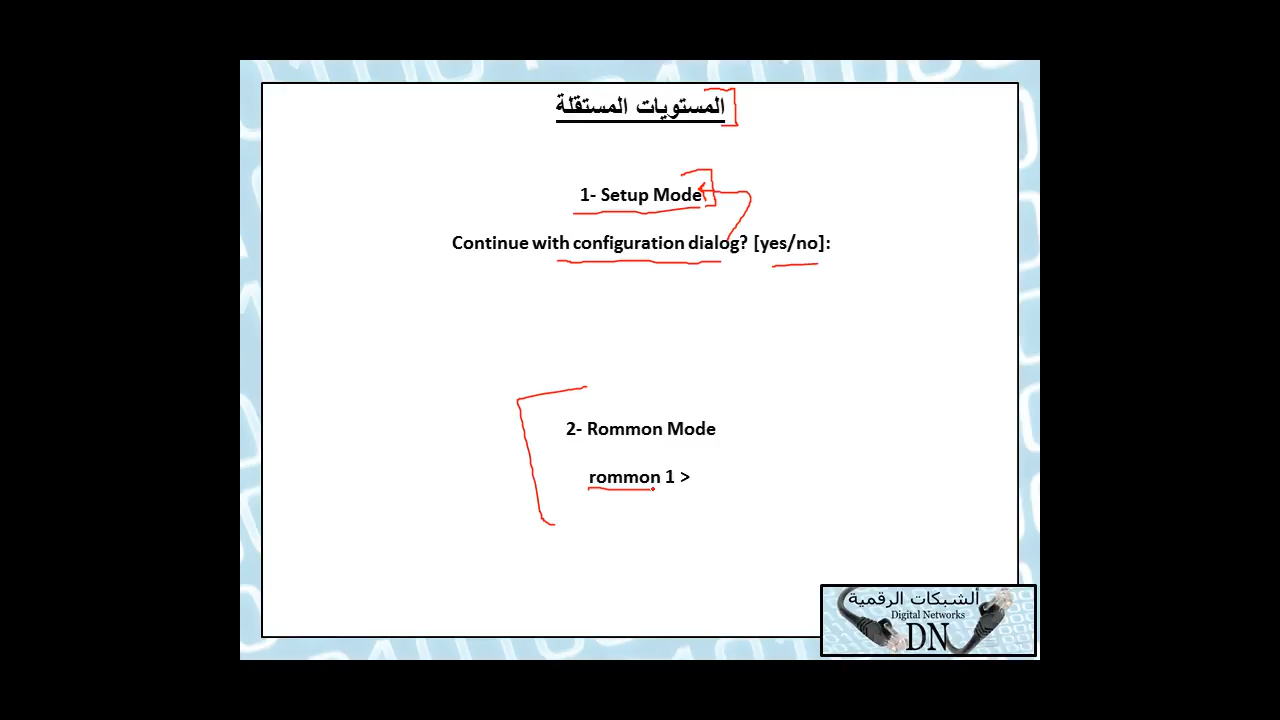 المستويات المستقلة
1- Setup Mode
Continue with configuration dialog? [yes/no]:
2- Rommon Mode
rommon 1 >
ألشبكات الرقمية
Digital Networks
DN